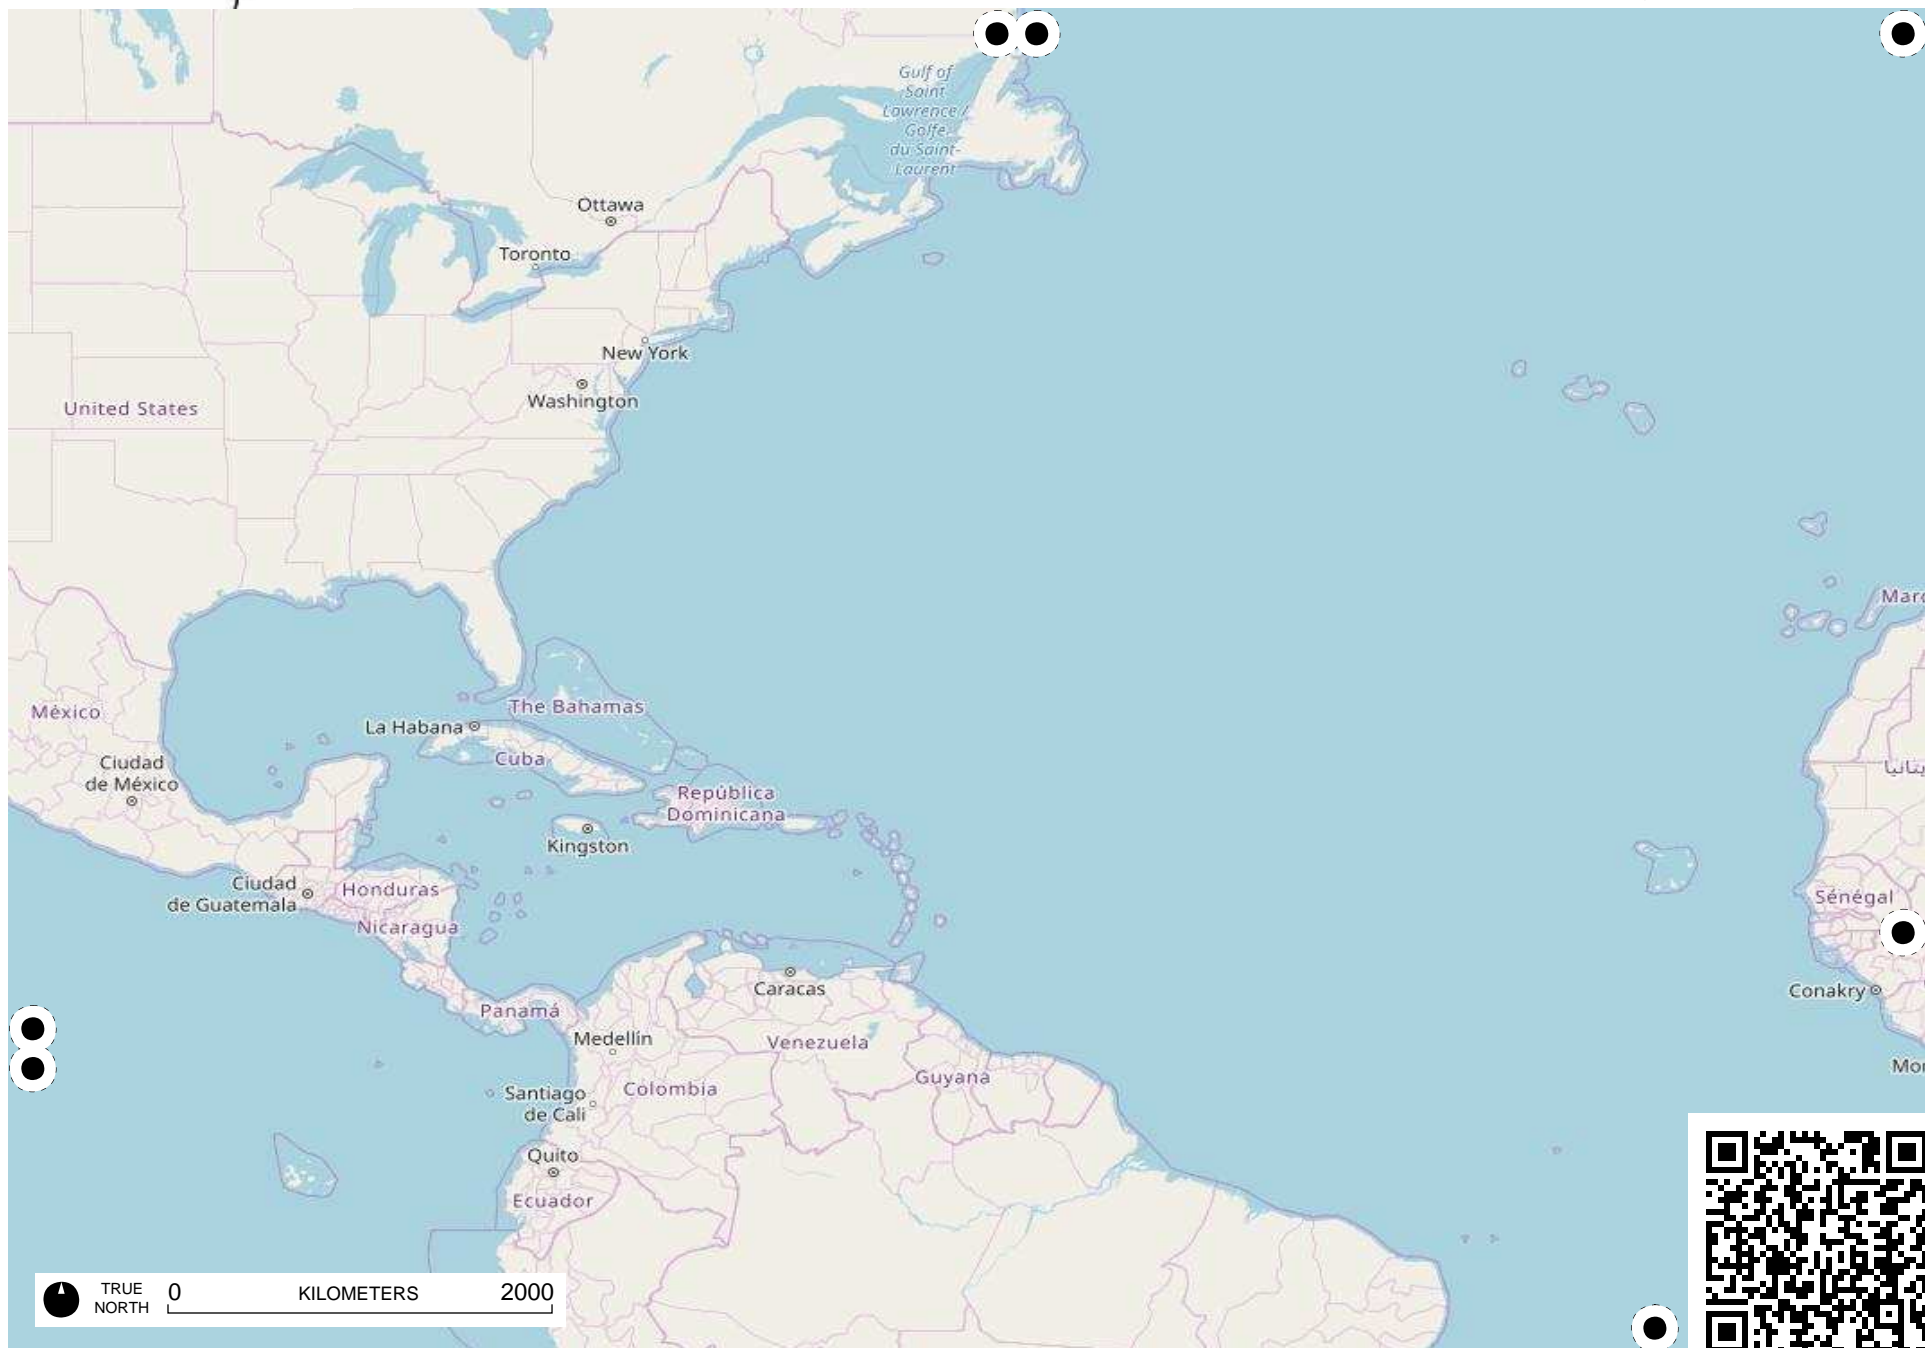 Gulf of
Saint
Lawrence /
Golfe
du Saint-
Laurent
Ottawa
Toronto
New York
Washington
United States
México
Ciudad
de México
La Habana
The Bahamas
Cuba
República
Dominicana
Kingston
Ciudad
de Guatemala
Honduras
Nicaragua
Sénégal
Conakry
Caracas
Panamá
Medellín
Venezuela
Guyana
Colombia
Santiago
de Cali
Quito
Ecuador
TRUE
NORTH
0 KILOMETERS 2000